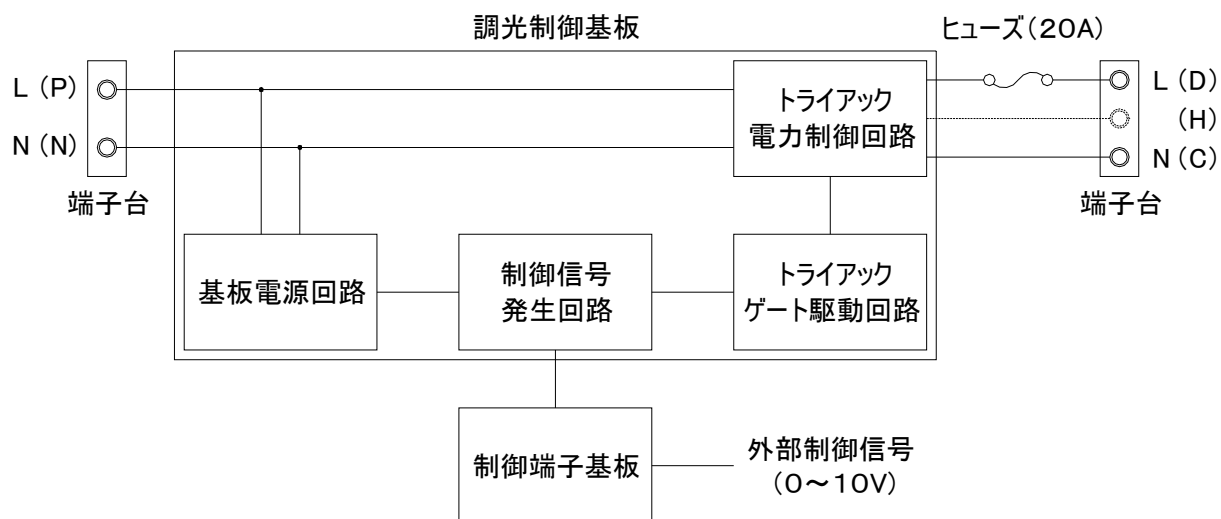 調光制御基板
ヒューズ(20A)
L(P)
N(N)
端子台
トライアック
電力制御回路
L(D)
(H)
N(C)
端子台
基板電源回路
制御信号
発生回路
トライアック
ゲート駆動回路
制御端子基板
外部制御信号
(0～10V)